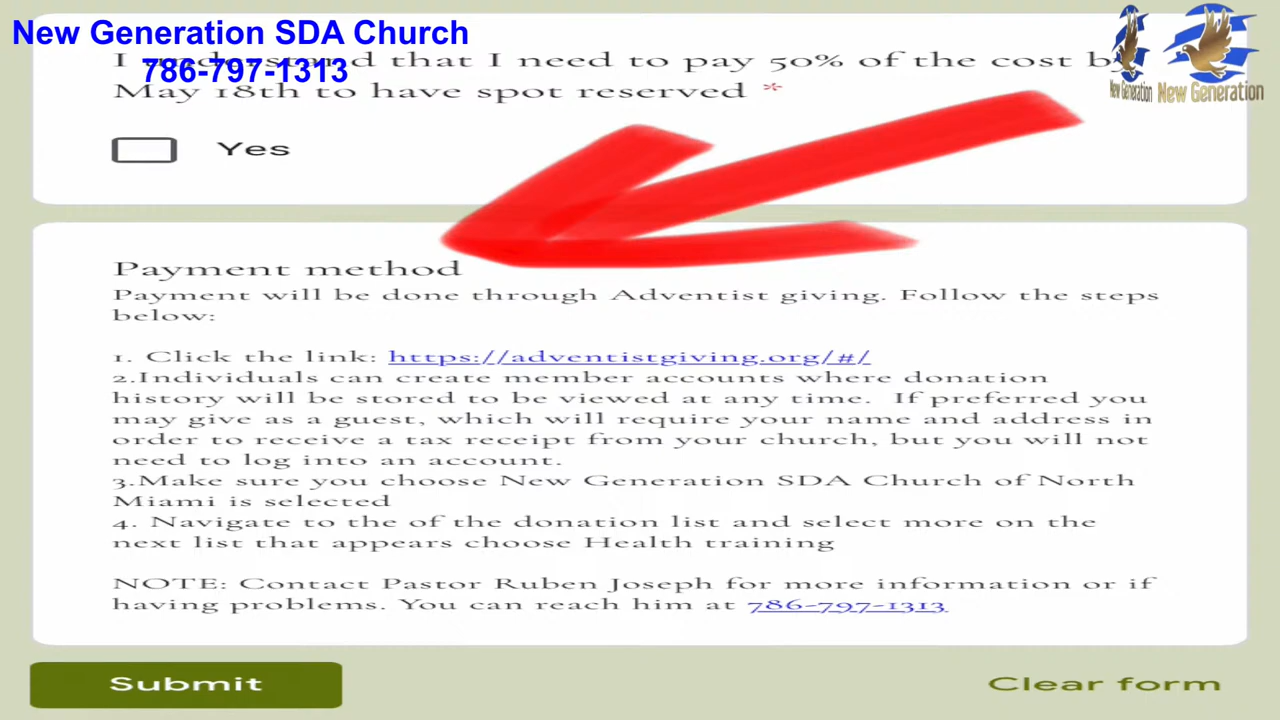 New Generation SDA Church
786-797-1313
I understand that I need to pay 50% of the cost by
May 18th to have spot reserved *
Yes
New Generation
New Generation
Payment method
Payment will be done through Adventist giving. Follow the steps
below:
1. Click the link: https://adventistgiving.org/#/
2.Individuals can create member accounts where donation
history will be stored to be viewed at any time. If preferred you
may give as a guest, which will require your name and address in
order to receive a tax receipt from your church, but you will not
need to log into an account.
3.Make sure you choose New Generation SDA Church of North
Miami is selected
4. Navigate to the of the donation list and select more on the
next list that appears choose Health training
NOTE: Contact Pastor Ruben Joseph for more information or if
having problems. You can reach him at 786-797-1313
Submit
Clear form